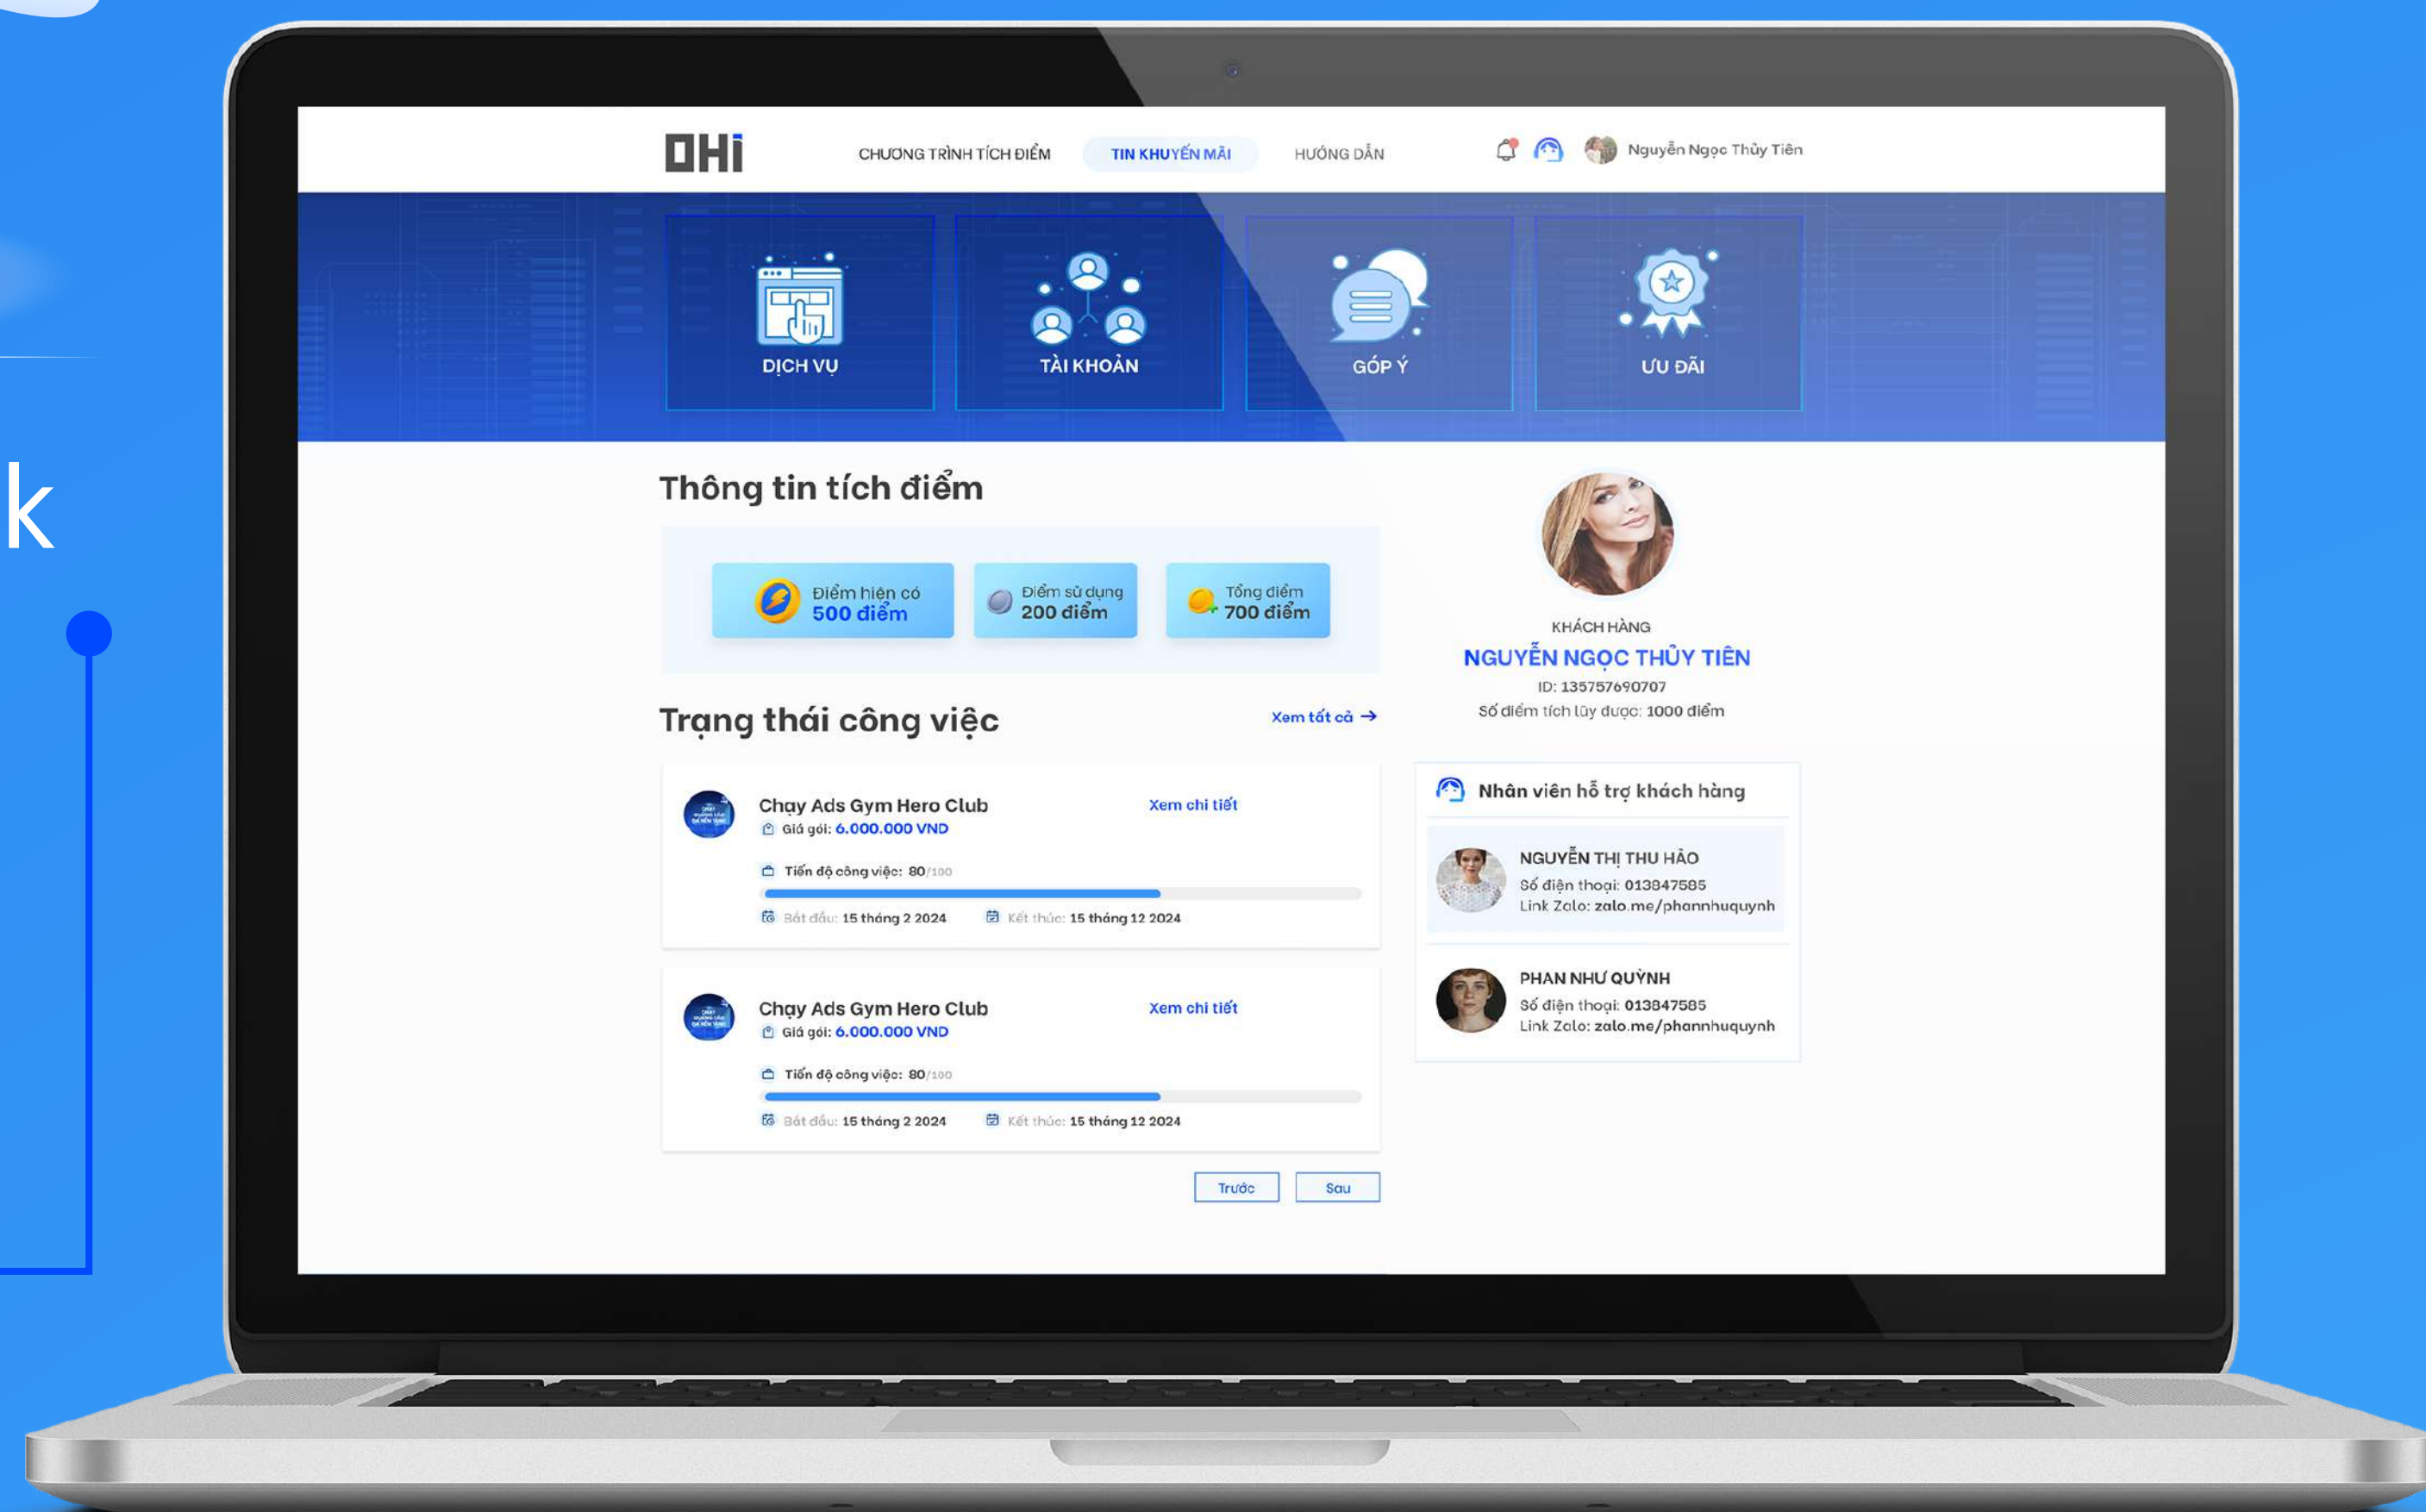 OHi
CHƯƠNG TRÌNH TÍCH ĐIỂM
TIN KHUYẾN MÃI
HƯỚNG DẪN
Nguyễn Ngọc Thủy Tiên
DỊCH VỤ
TÀI KHOẢN
GÓP Ý
ƯU ĐÃI
k
Thông tin tích điểm
Điểm hiện có
500 điểm
Điểm sử dụng
200 điểm
Tổng điểm
700 điểm
KHÁCH HÀNG
NGUYỄN NGỌC THỦY TIÊN
ID: 135757690707
Số điểm tích lũy được: 1000 điểm
Trạng thái công việc
Xem tất cả →
Chạy Ads Gym Hero Club
Xem chi tiết
Giá gói: 6.000.000 VND
Tiến độ công việc: 80/100
Bắt đầu: 15 tháng 2 2024
Kết thúc: 15 tháng 12 2024
Chạy Ads Gym Hero Club
Xem chi tiết
Giá gói: 6.000.000 VND
Tiến độ công việc: 80/100
Bắt đầu: 15 tháng 2 2024
Kết thúc: 15 tháng 12 2024
Trước
Sau
Nhân viên hỗ trợ khách hàng
NGUYỄN THỊ THU HẢO
Số điện thoại: 013847585
Link Zalo: zalo.me/phannhuquynh
PHAN NHƯ QUỲNH
Số điện thoại: 013847585
Link Zalo: zalo.me/phannhuquynh